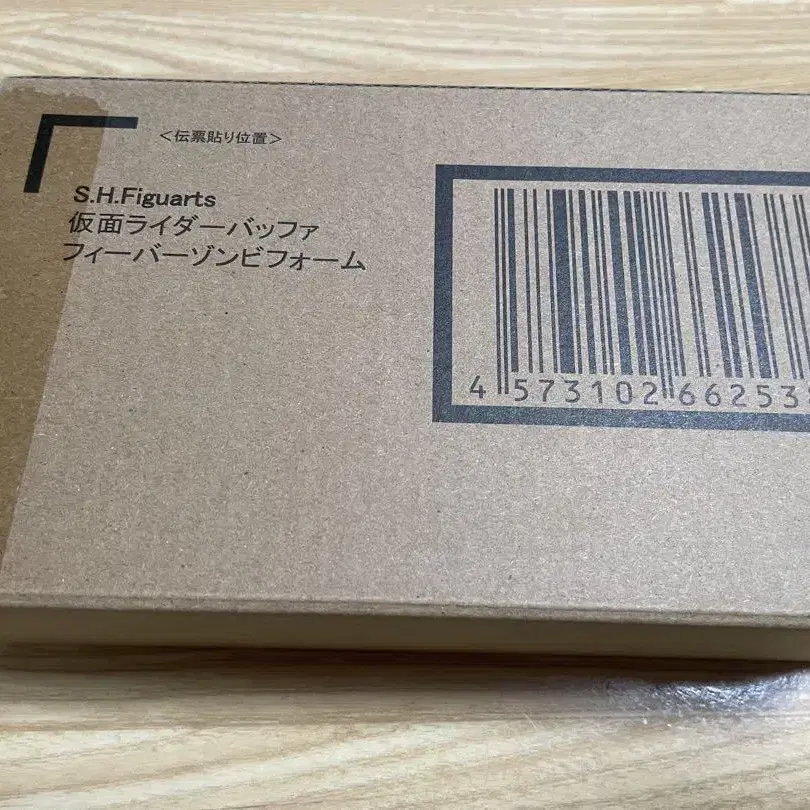 ＜伝票貼り位置＞
S.H.Figuarts
仮面ライダーバッファ
フィーバーゾンビフォーム
4 573102 66253